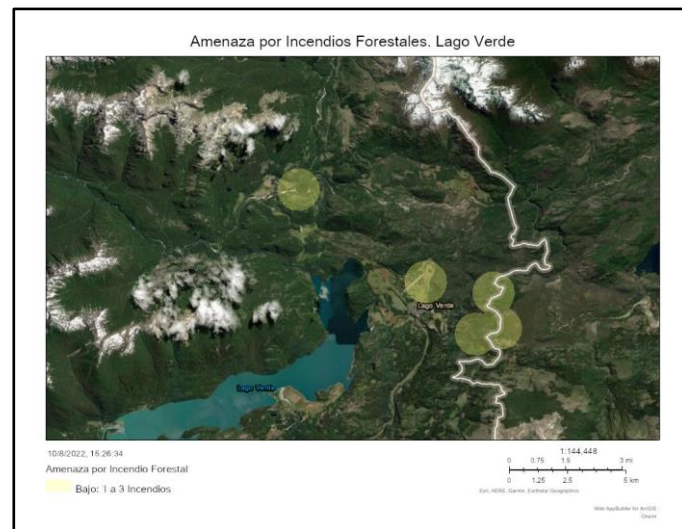 Amenaza por Incendios Forestales. Lago Verde
Lago Verde
Lago Verde
10/8/2022, 15:26:34
Amenaza por Incendio Forestal
Bajo: 1 a 3 Incendios
1:144,448
0 0.75 1.5 3 mi
0 1.25 2.5 5 km
Esri, HERE, Garmin, Earthstar Geographics
Web AppBuilder for ArcGIS
Onemi